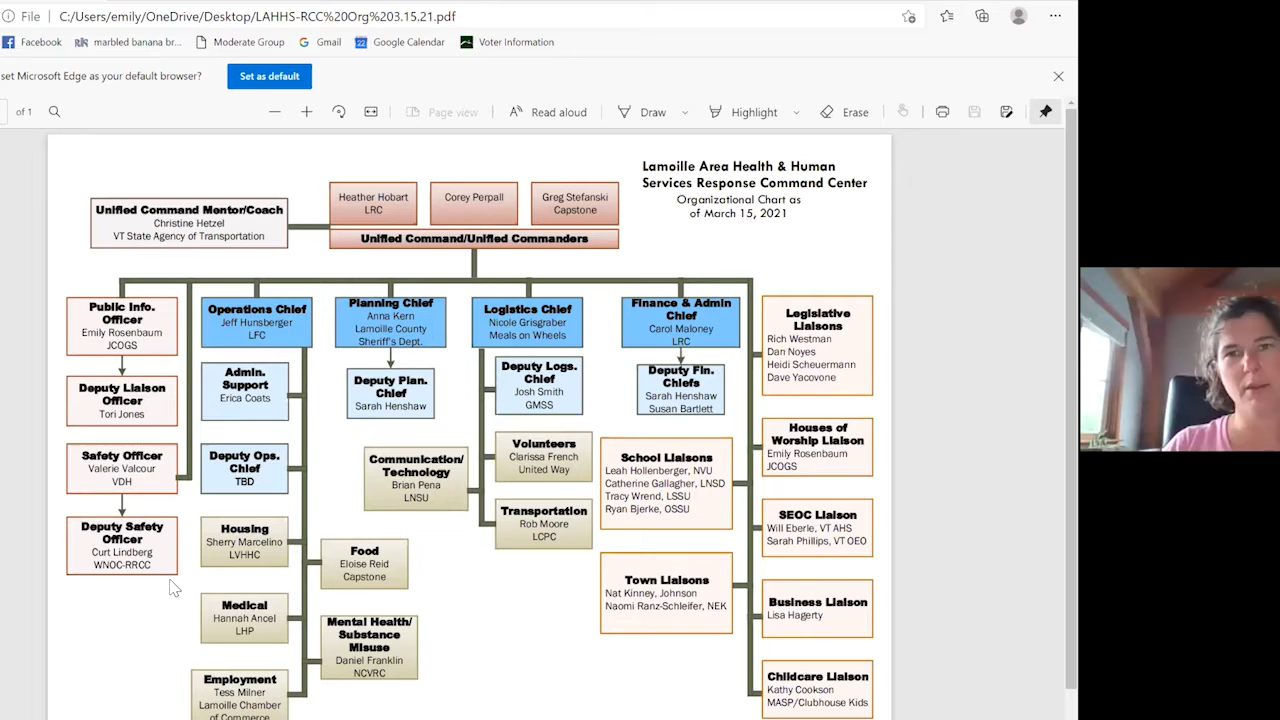 File
C:/Users/emily/OneDrive/Desktop/LAHHS-RCC%20Org%203.15.21.pdf
Facebook
marbled banana br...
Moderate Group
Gmail
Google Calendar
Voter Information
set Microsoft Edge as your default browser?
Set as default
of 1
Page view
Read aloud
Draw
Highlight
Erase
Lamoille Area Health & Human
Services Response Command Center
Organizational Chart as
of March 15, 2021
Unified Command Mentor/Coach
Christine Hetzel
VT State Agency of Transportation
Heather Hobart
LRC
Corey Perpall
Greg Stefanski
Capstone
Unified Command/Unified Commanders
Public Info.
Officer
Emily Rosenbaum
JCOGS
Deputy Liaison
Officer
Tori Jones
Safety Officer
Valerie Valcour
VDH
Deputy Safety
Officer
Curt Lindberg
WNOC-RRCC
Operations Chief
Jeff Hunsberger
LFC
Admin.
Support
Erica Coats
Deputy Ops.
Chief
TBD
Housing
Sherry Marcelino
LVHHC
Medical
Hannah Ancel
LHP
Employment
Tess Milner
Lamoille Chamber
of Commerce
Food
Eloise Reid
Capstone
Mental Health/
Substance
Misuse
Daniel Franklin
NCVRC
Planning Chief
Anna Kern
Lamoille County
Sheriff's Dept.
Deputy Plan.
Chief
Sarah Henshaw
Logistics Chief
Nicole Grisgraber
Meals on Wheels
Deputy Logs.
Chief
Josh Smith
GMSS
Communication/
Technology
Brian Pena
LNSU
Volunteers
Clarissa French
United Way
Transportation
Rob Moore
LCPC
Finance & Admin
Chief
Carol Maloney
LRC
Deputy Fin.
Chiefs
Sarah Henshaw
Susan Bartlett
School Liaisons
Leah Hollenberger, NVU
Catherine Gallagher, LNSD
Tracy Wrend, LSSU
Ryan Bjerke, OSSU
Town Liaisons
Nat Kinney, Johnson
Naomi Ranz-Schleifer, NEK
Legislative
Liaisons
Rich Westman
Dan Noyes
Heidi Scheuermann
Dave Yacovone
Houses of
Worship Liaison
Emily Rosenbaum
JCOGS
SEOC Liaison
Will Eberle, VT AHS
Sarah Phillips, VT OEO
Business Liaison
Lisa Hagerty
Childcare Liaison
Kathy Cookson
MASP/Clubhouse Kids